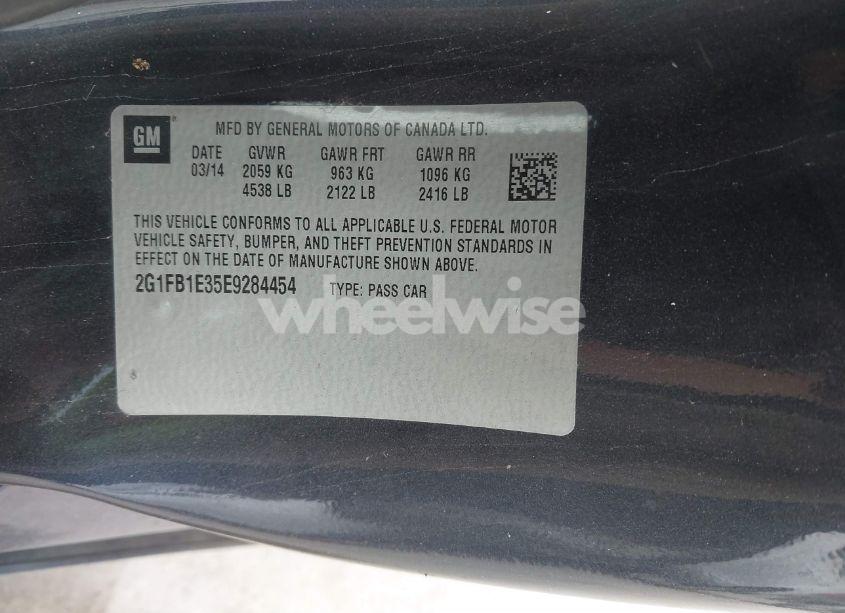 GM
MFD BY GENERAL MOTORS OF CANADA LTD.
DATE GVWR GAWR FRT GAWR RR
03/14 2059 KG 963 KG 1096 KG
4538 LB 2122 LB 2416 LB
THIS VEHICLE CONFORMS TO ALL APPLICABLE U.S. FEDERAL MOTOR
VEHICLE SAFETY, BUMPER, AND THEFT PREVENTION STANDARDS IN
EFFECT ON THE DATE OF MANUFACTURE SHOWN ABOVE.
2G1FB1E35E9284454 TYPE: PASS CAR
wheelwise